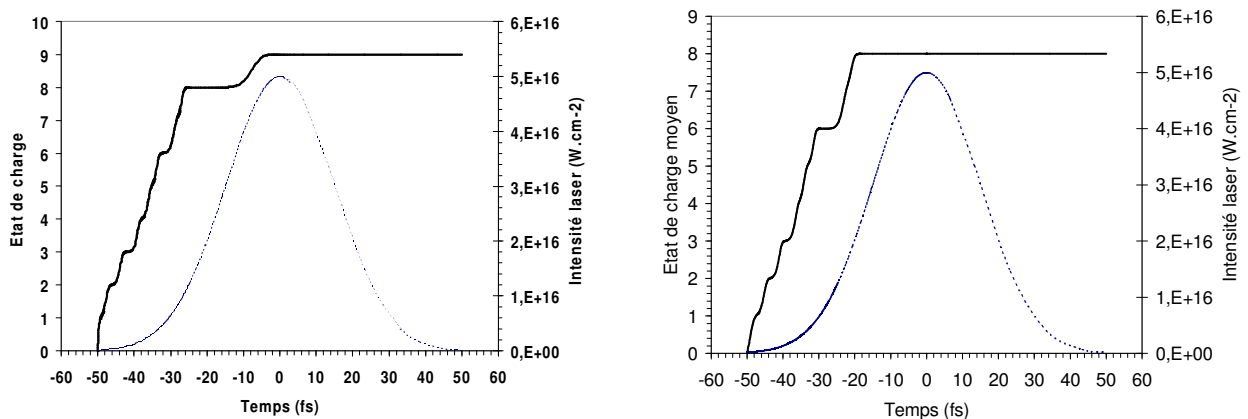 10
9
8
7
6
5
4
3
2
1
0
Etat de charge
6,E+16
5,E+16
4,E+16
3,E+16
2,E+16
1,E+16
0,E+00
Intensité laser (W.cm-2)
-60 -50 -40 -30 -20 -10 0 10 20 30 40 50 60
Temps (fs)
9
8
7
6
5
4
3
2
1
0
Etat de charge moyen
6,E+16
5,E+16
4,E+16
3,E+16
2,E+16
1,E+16
0,E+00
Intensité laser (W.cm-2)
-60 -50 -40 -30 -20 -10 0 10 20 30 40 50 60
Temps (fs)